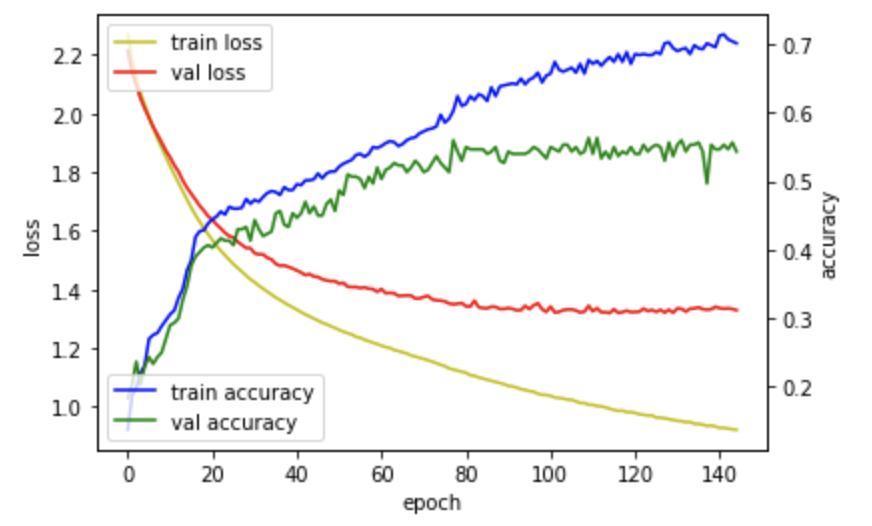 train loss
val loss
train accuracy
val accuracy
2.2
2.0
1.8
1.6
1.4
1.2
1.0
loss
0.7
0.6
0.5
0.4
0.3
0.2
accuracy
0 20 40 60 80 100 120 140
epoch